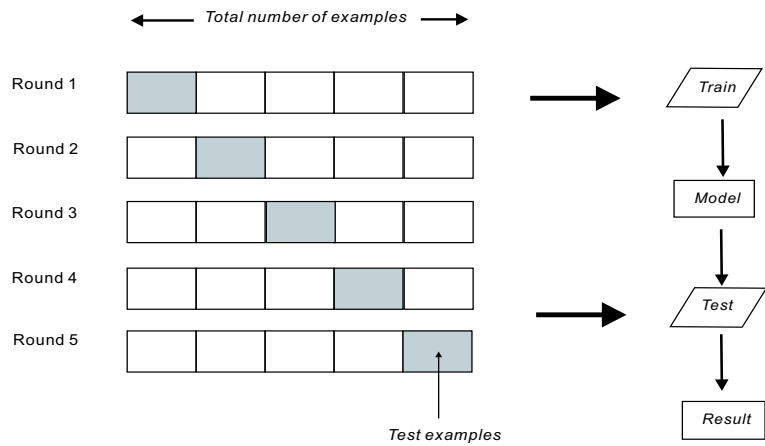 Total number of examples
Round 1
Train
Round 2
Model
Round 3
Round 4
Test
Round 5
Result
Test examples